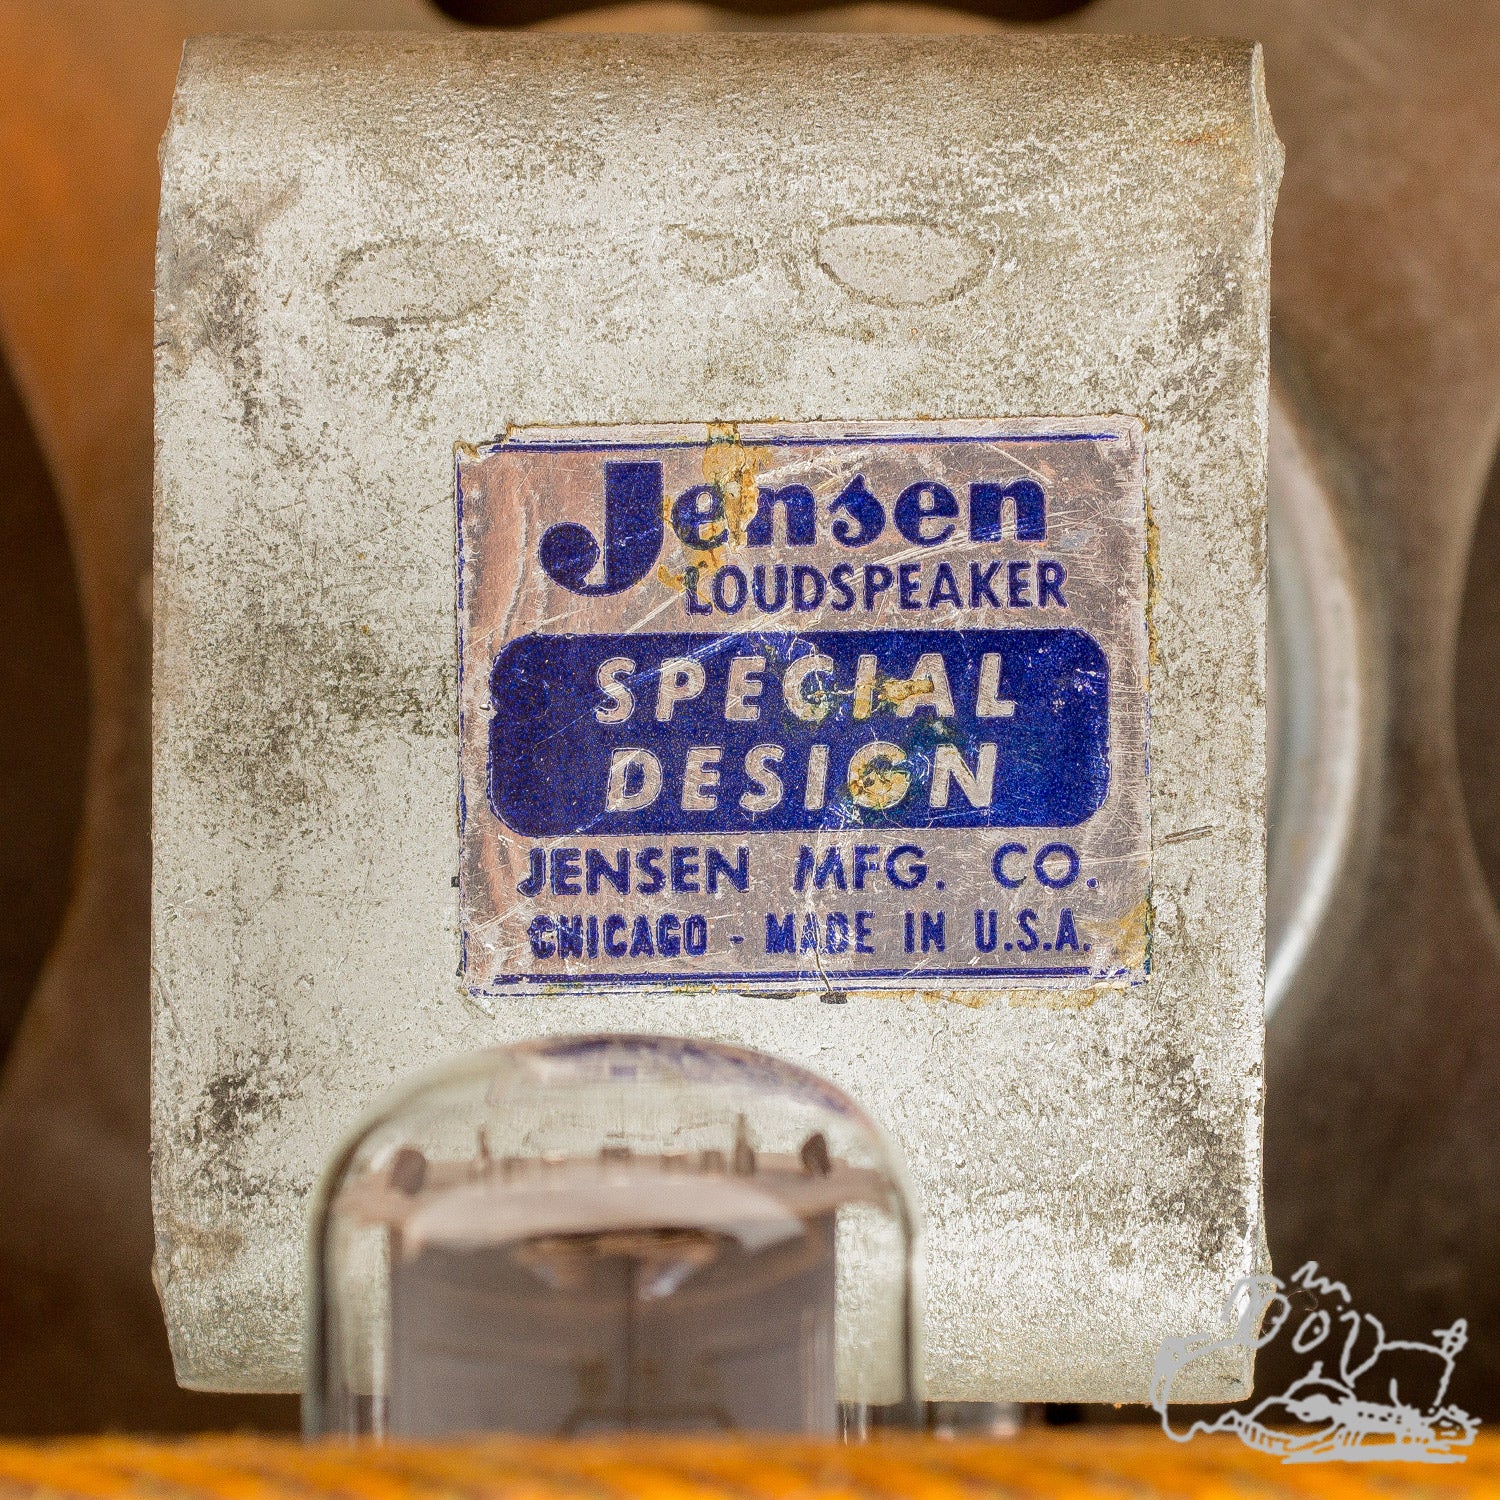 Jensen
LOUDSPEAKER
SPECIAL
DESIGN
JENSEN MFG. CO.
CHICAGO - MADE IN U.S.A.